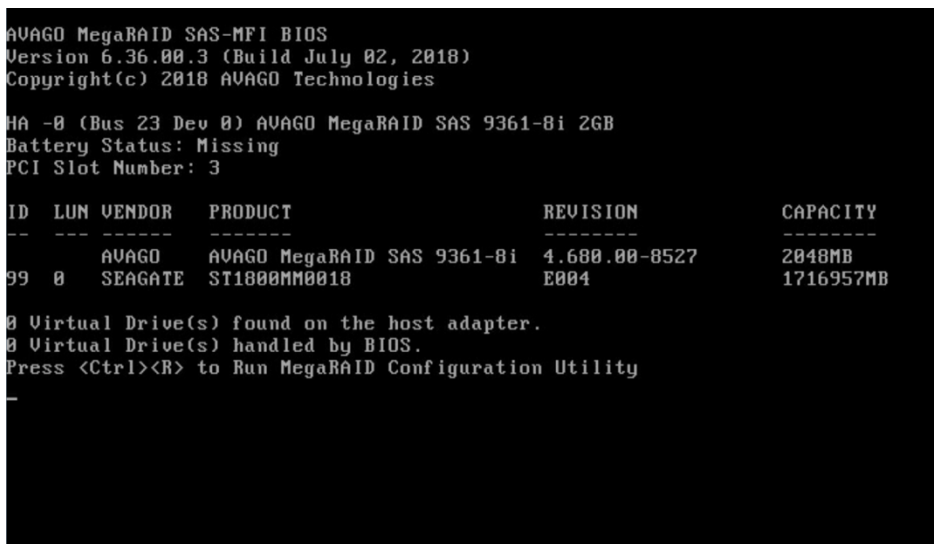 AVAGO MegaRAID SAS-MFI BIOS
Version 6.36.00.3 (Build July 02, 2018)
Copyright(c) 2018 AVAGO Technologies
HA -0 (Bus 23 Dev 0) AVAGO MegaRAID SAS 9361-8i 2GB
Battery Status: Missing
PCI Slot Number: 3
ID LUN VENDOR PRODUCT REVISION CAPACITY
-- --- ------ ------- -------- --------
AVAGO AVAGO MegaRAID SAS 9361-8i 4.680.00-8527 2048MB
99 0 SEAGATE ST1800MM0018 E004 1716957MB
0 Virtual Drive(s) found on the host adapter.
0 Virtual Drive(s) handled by BIOS.
Press <Ctrl><R> to Run MegaRAID Configuration Utility